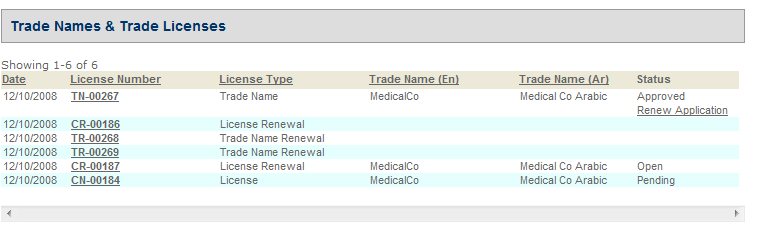 Trade Names & Trade Licenses
Showing 1-6 of 6
Date License Number License Type Trade Name (En) Trade Name (Ar) Status
12/10/2008 TN-00267 Trade Name MedicalCo Medical Co Arabic Approved
Renew Application
12/10/2008 CR-00186 License Renewal
12/10/2008 TR-00268 Trade Name Renewal
12/10/2008 TR-00269 Trade Name Renewal
12/10/2008 CR-00187 License Renewal MedicalCo Medical Co Arabic Open
12/10/2008 CN-00184 License MedicalCo Medical Co Arabic Pending